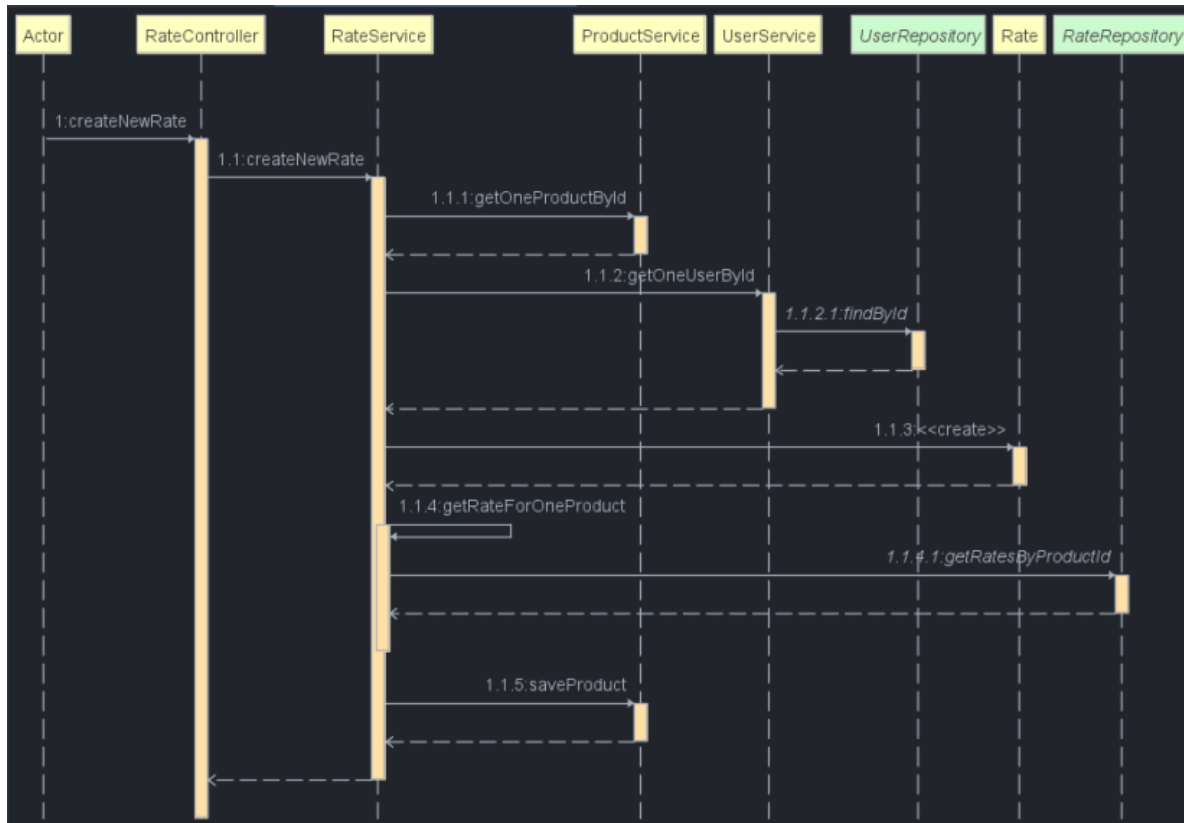 Actor
RateController
RateService
ProductService
UserService
UserRepository
Rate
RateRepository
1:createNewRate
1.1:createNewRate
1.1.1:getOneProductById
1.1.2:getOneUserById
1.1.2.1:findById
1.1.3:<<create>>
1.1.4:getRateForOneProduct
1.1.4.1:getRatesByProductId
1.1.5:saveProduct